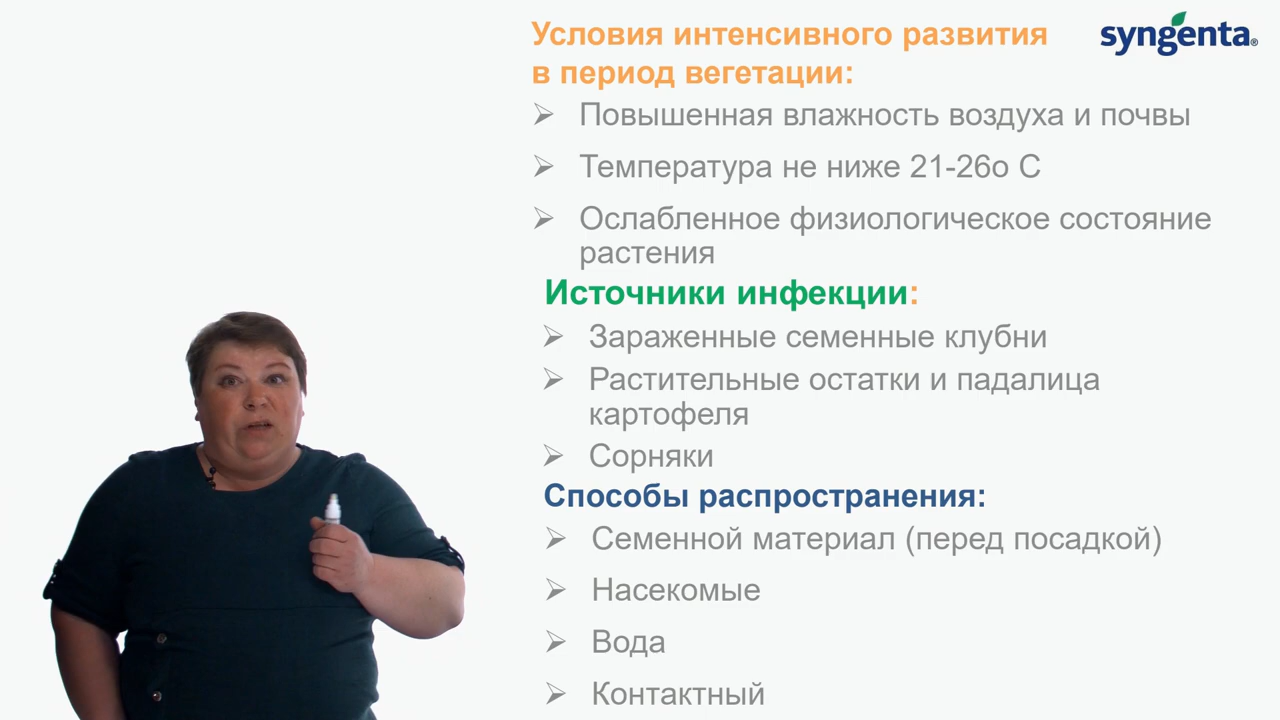 Условия интенсивного развития
в период вегетации:
syngenta®
➢ Повышенная влажность воздуха и почвы
➢ Температура не ниже 21-26о С
➢ Ослабленное физиологическое состояние
растения
Источники инфекции:
➢ Зараженные семенные клубни
➢ Растительные остатки и падалица
картофеля
➢ Сорняки
Способы распространения:
➢ Семенной материал (перед посадкой)
➢ Насекомые
➢ Вода
➢ Контактный